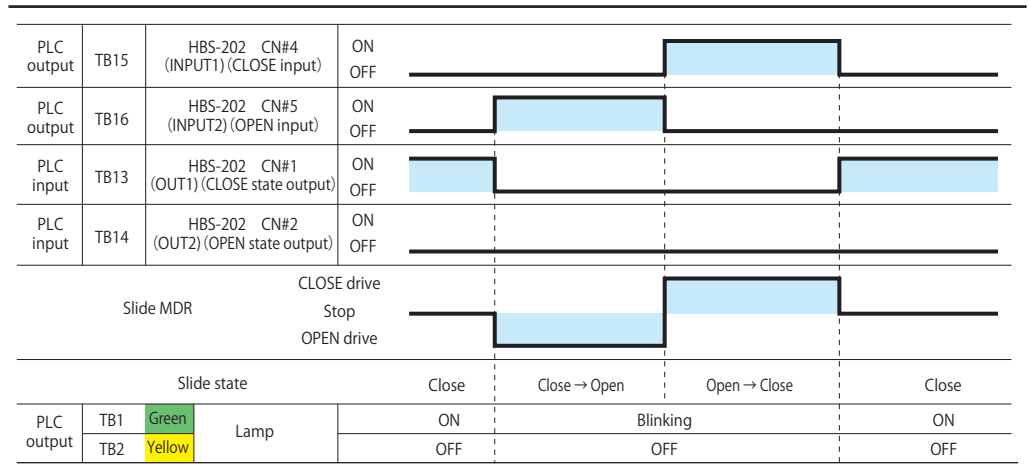 PLC output TB15 HBS-202 CN#4 (INPUT1)(CLOSE input) ON OFF
PLC output TB16 HBS-202 CN#5 (INPUT2)(OPEN input) ON OFF
PLC input TB13 HBS-202 CN#1 (OUT1)(CLOSE state output) ON OFF
PLC input TB14 HBS-202 CN#2 (OUT2)(OPEN state output) ON OFF
Slide MDR CLOSE drive Stop OPEN drive
Slide state Close Close→Open Open→Close Close
PLC output TB1 Green Lamp ON Blinking ON
TB2 Yellow OFF OFF OFF